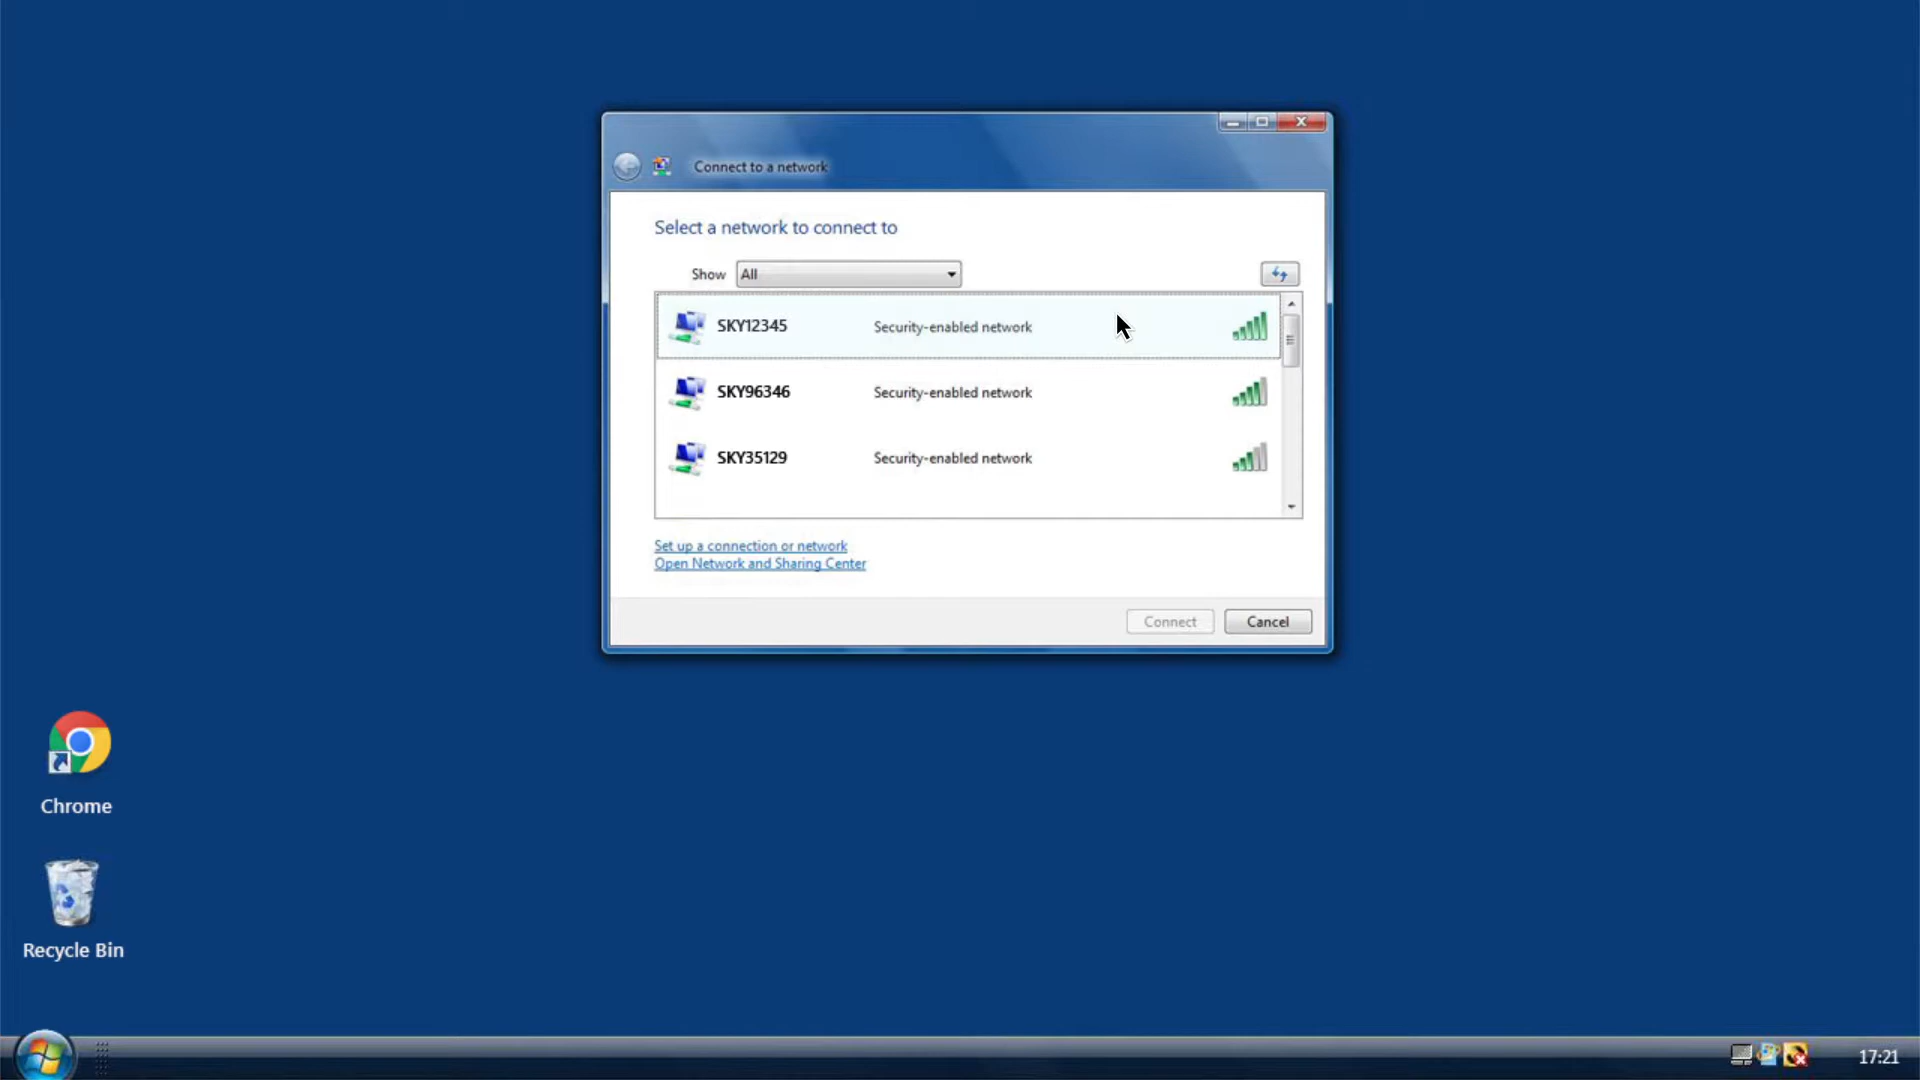 Connect to a network
Select a network to connect to
Show All
SKY12345 Security-enabled network
SKY96346 Security-enabled network
SKY35129 Security-enabled network
Set up a connection or network
Open Network and Sharing Center
Connect Cancel
Chrome
Recycle Bin
17:21